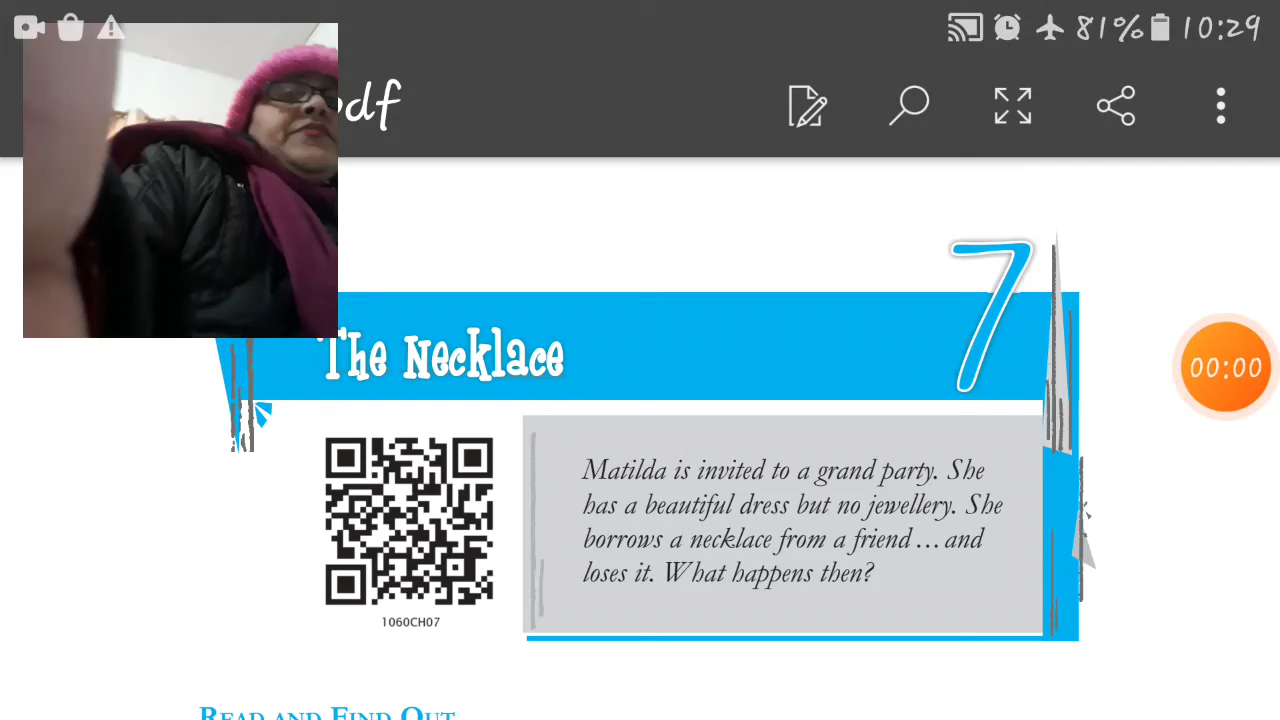 81% 10:29
pdf
7
The Necklace
00:00
Matilda is invited to a grand party. She
has a beautiful dress but no jewellery. She
borrows a necklace from a friend...and
loses it. What happens then?
1060CH07
READ AND FIND OUT